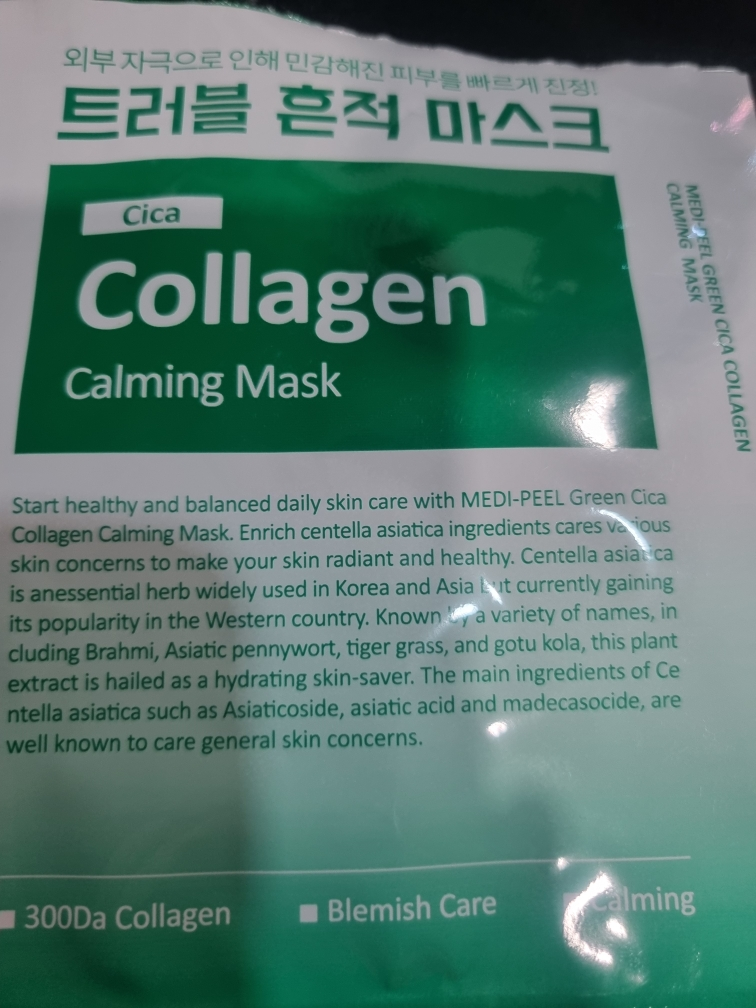 외부 자극으로 인해 민감해진 피부를 빠르게 진정!
트러블 흔적 마스크
Cica
Collagen
Calming Mask
MEDI-PEEL GREEN CICA COLLAGEN
CALMING MASK
Start healthy and balanced daily skin care with MEDI-PEEL Green Cica
Collagen Calming Mask. Enrich centella asiatica ingredients cares various
skin concerns to make your skin radiant and healthy. Centella asiatica
is anessential herb widely used in Korea and Asia but currently gaining
its popularity in the Western country. Known by a variety of names, in
cluding Brahmi, Asiatic pennywort, tiger grass, and gotu kola, this plant
extract is hailed as a hydrating skin-saver. The main ingredients of Ce
ntella asiatica such as Asiaticoside, asiatic acid and madecasocide, are
well known to care general skin concerns.
300Da Collagen
Blemish Care
Calming